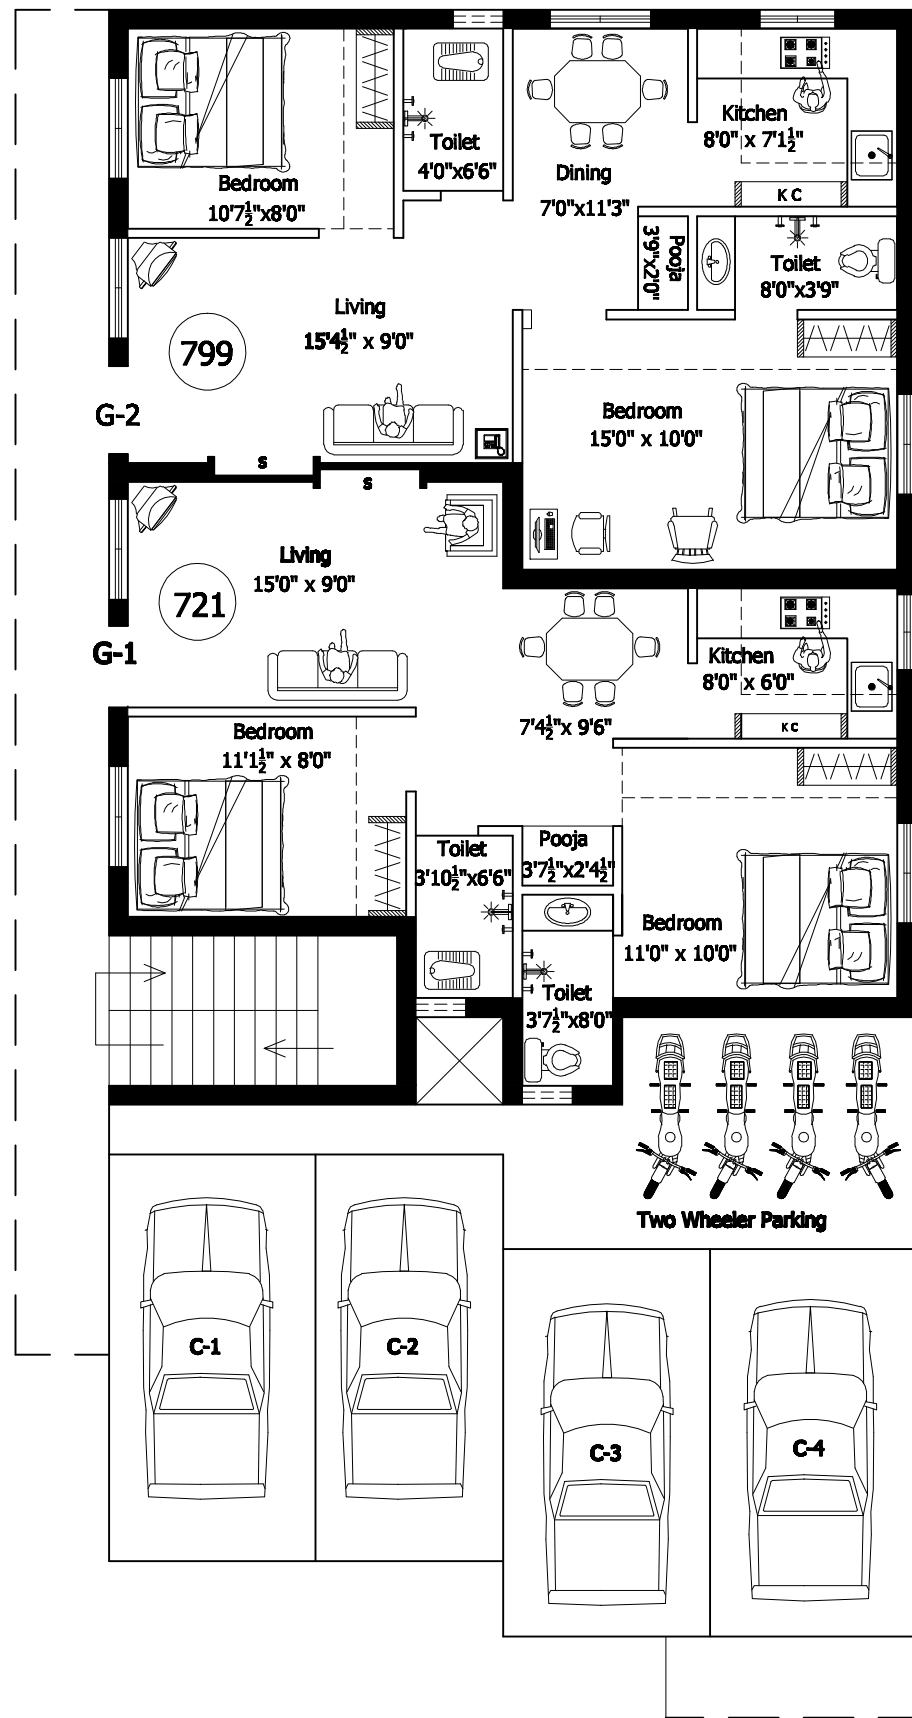 Kitchen
8'0" x 7'1½"
Toilet
4'0"x6'6"
Dining
7'0"x11'3"
Bedroom
10'7½"x8'0"
K C
Pooja
3'9"x2'0"
Toilet
8'0"x3'9"
Living
15'4½" x 9'0"
799
G-2
Bedroom
15'0" x 10'0"
S
S
Living
15'0" x 9'0"
721
G-1
Kitchen
8'0" x 6'0"
7'4½"x 9'6"
K C
Bedroom
11'1½" x 8'0"
Pooja
3'7½"x2'4½"
Toilet
3'10½"x6'6"
Bedroom
11'0" x 10'0"
Toilet
3'7½"x8'0"
Two Wheeler Parking
C-1
C-2
C-3
C-4